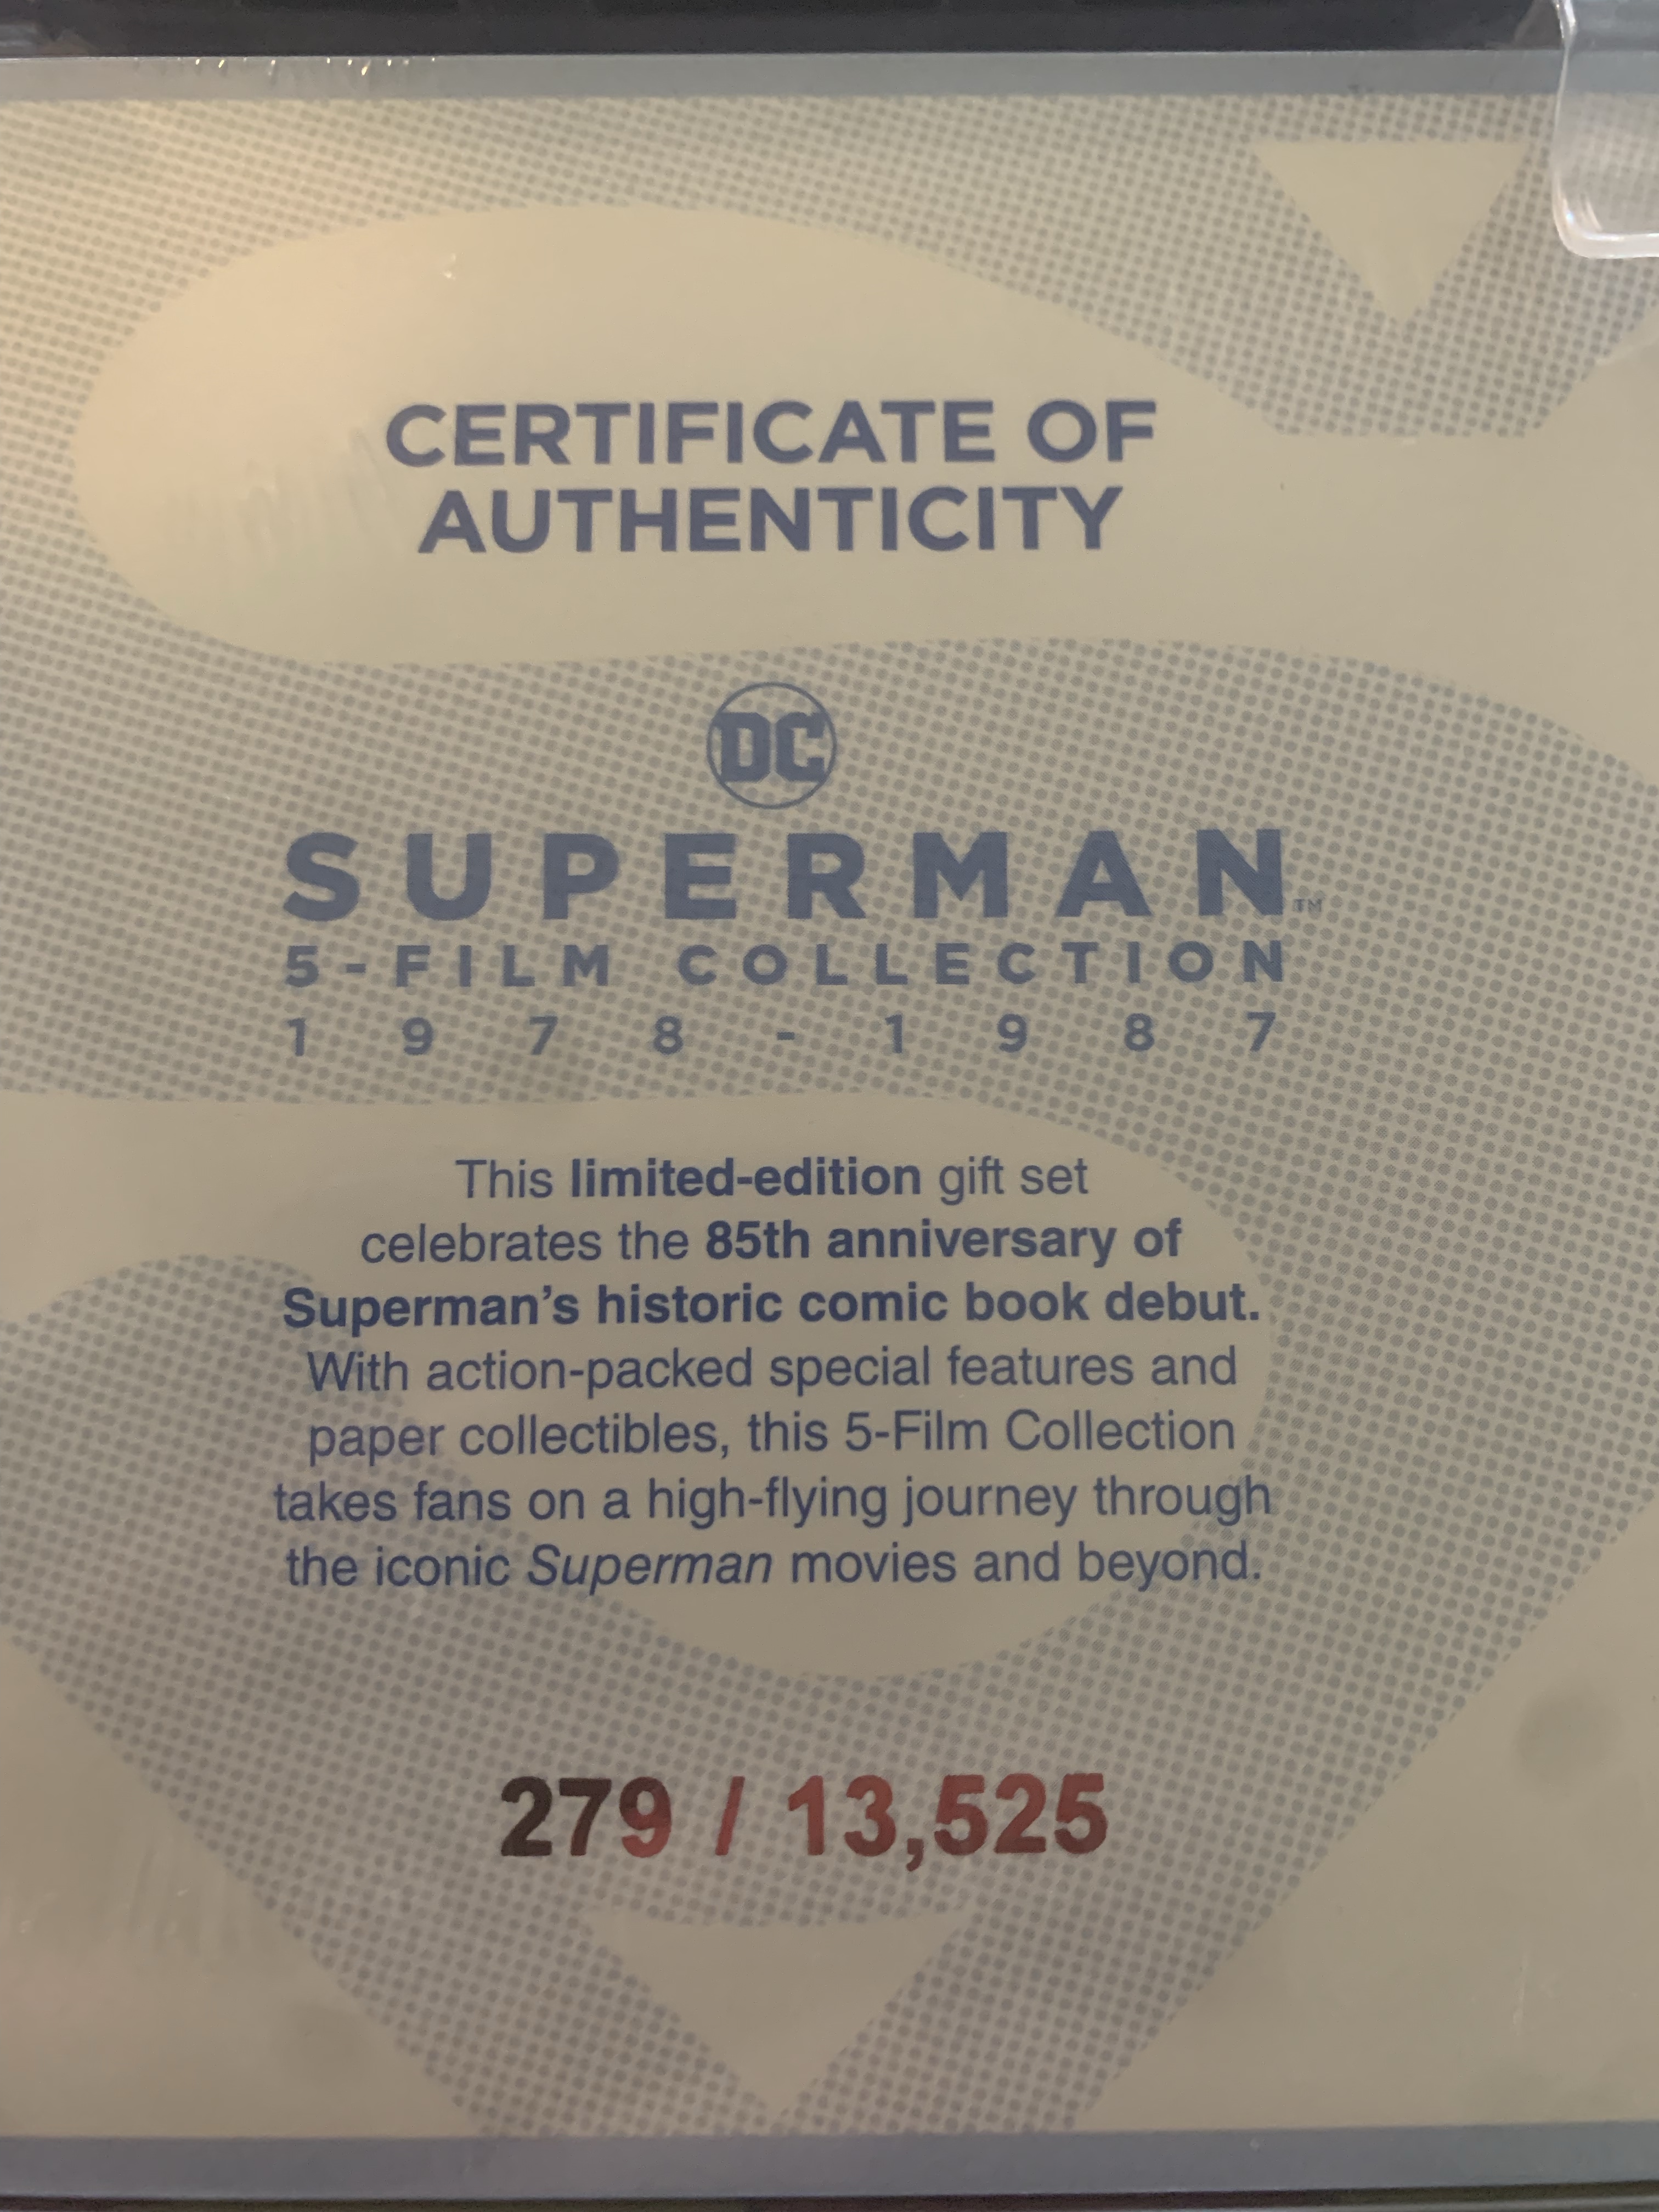 CERTIFICATE OF
AUTHENTICITY
DC
SUPERMAN™
5-FILM COLLECTION
1978-1987
This limited-edition gift set
celebrates the 85th anniversary of
Superman’s historic comic book debut.
With action-packed special features and
paper collectibles, this 5-Film Collection
takes fans on a high-flying journey through
the iconic Superman movies and beyond.
279 / 13,525